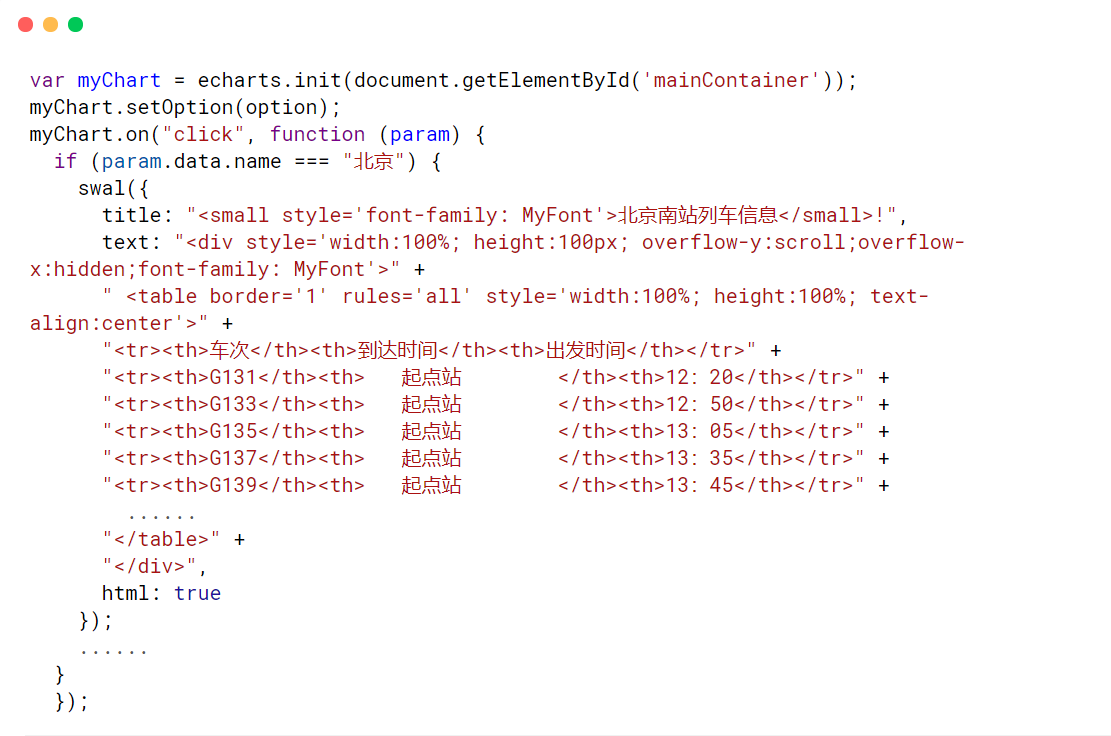 var myChart = echarts.init(document.getElementById('mainContainer'));
myChart.setOption(option);
myChart.on("click", function (param) {
  if (param.data.name === "北京") {
    swal({
      title: "<small style='font-family: MyFont'>北京南站列车信息</small>!",
      text: "<div style='width:100%; height:100px; overflow-y:scroll;overflow-
x:hidden;font-family: MyFont'>" +
      " <table border='1' rules='all' style='width:100%; height:100%; text-
align:center'>" +
      "<tr><th>车次</th><th>到达时间</th><th>出发时间</th></tr>" +
      "<tr><th>G131</th><th>   起点站        </th><th>12：20</th></tr>" +
      "<tr><th>G133</th><th>   起点站        </th><th>12：50</th></tr>" +
      "<tr><th>G135</th><th>   起点站        </th><th>13：05</th></tr>" +
      "<tr><th>G137</th><th>   起点站        </th><th>13：35</th></tr>" +
      "<tr><th>G139</th><th>   起点站        </th><th>13：45</th></tr>" +
        ......
      "</table>" +
      "</div>",
      html: true
    });
    ......
  }
  });